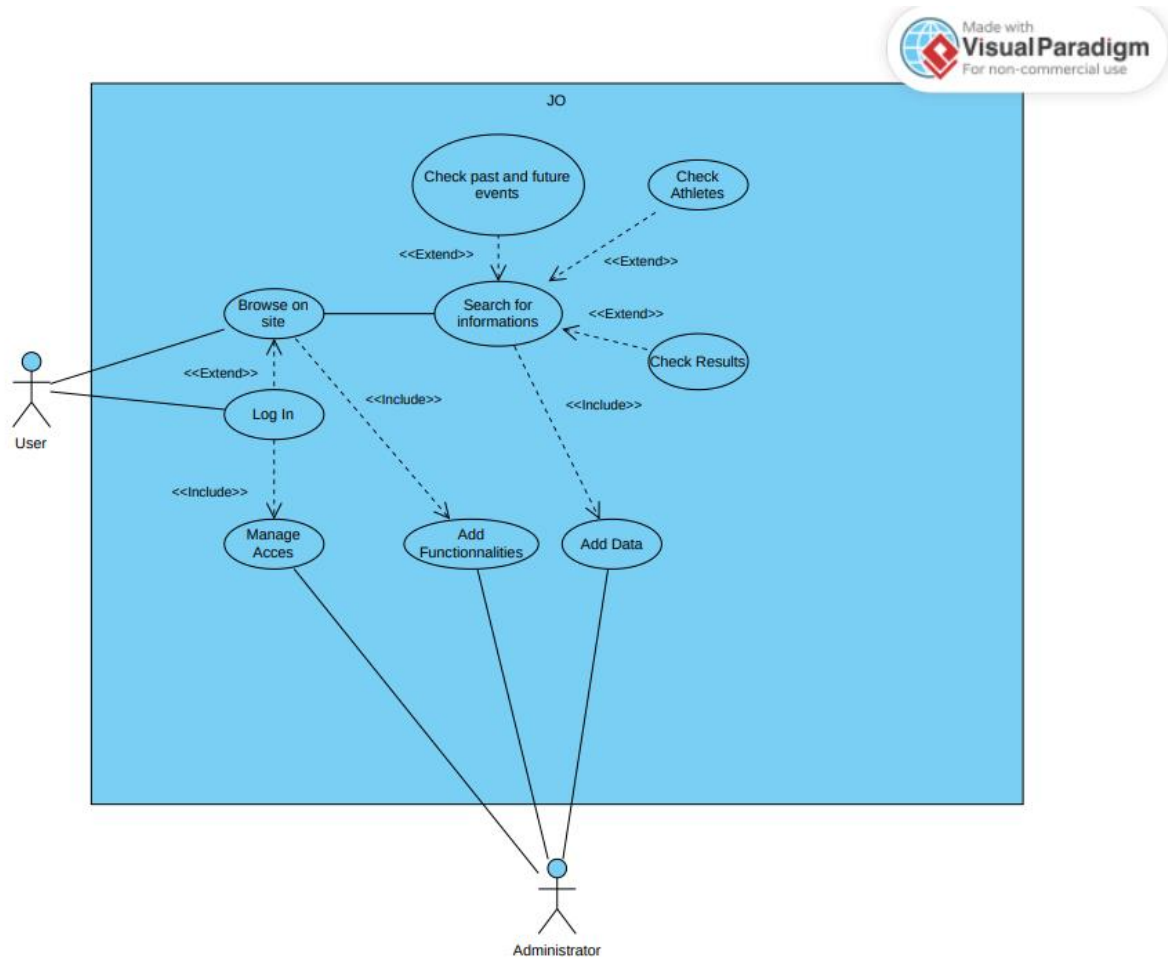 Made with
Visual Paradigm
For non-commercial use
JO
Check past and future
events
Check
Athletes
<<Extend>>
<<Extend>>
Browse on
site
Search for
informations
<<Extend>>
Check Results
<<Extend>>
<<Include>>
<<Include>>
Log In
User
<<Include>>
Manage
Acces
Add
Functionnalities
Add Data
Administrator